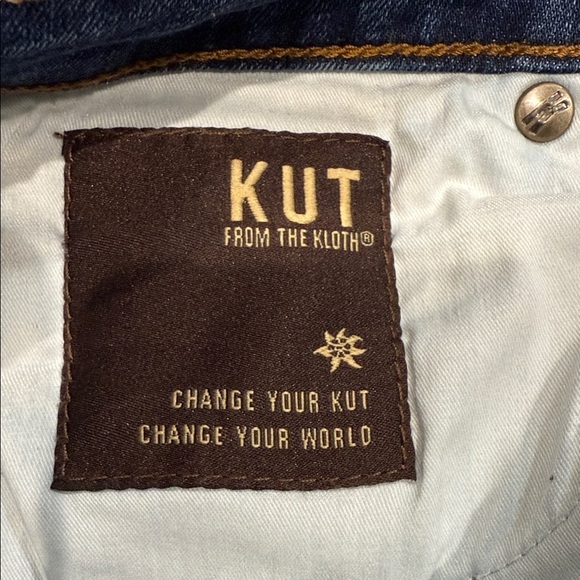 KUT
FROM THE KLOTH®
CHANGE YOUR KUT
CHANGE YOUR WORLD